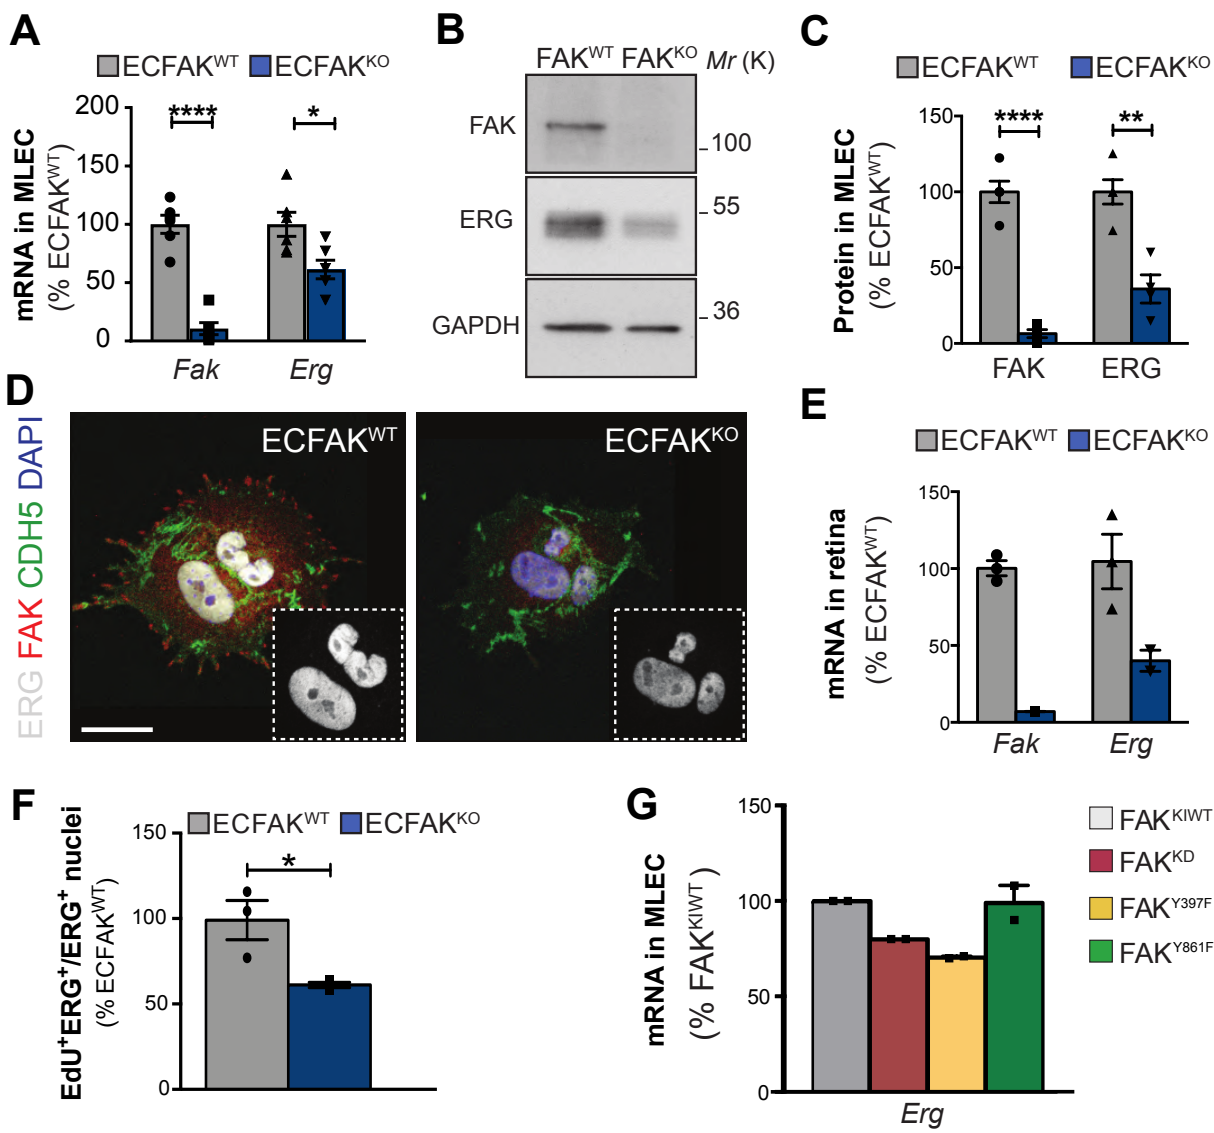 A
ECFAK^WT ECFAK^KO
mRNA in MLEC
(% ECFAK^WT)
200
150
100
50
0
****
*
Fak Erg
B
FAK^WT FAK^KO Mr (K)
FAK
100
ERG
55
GAPDH
36
C
ECFAK^WT ECFAK^KO
Protein in MLEC
(% ECFAK^WT)
150
100
50
0
****
**
FAK ERG
D
ERG FAK CDH5 DAPI
ECFAK^WT
ECFAK^KO
E
ECFAK^WT ECFAK^KO
mRNA in retina
(% ECFAK^WT)
150
100
50
0
Fak Erg
F
ECFAK^WT ECFAK^KO
EdU^+ERG^+/ERG^+ nuclei
(% ECFAK^WT)
150
100
50
0
*
G
mRNA in MLEC
(% FAK^KIWT)
150
100
50
0
Erg
FAK^KIWT
FAK^KD
FAK^Y397F
FAK^Y861F